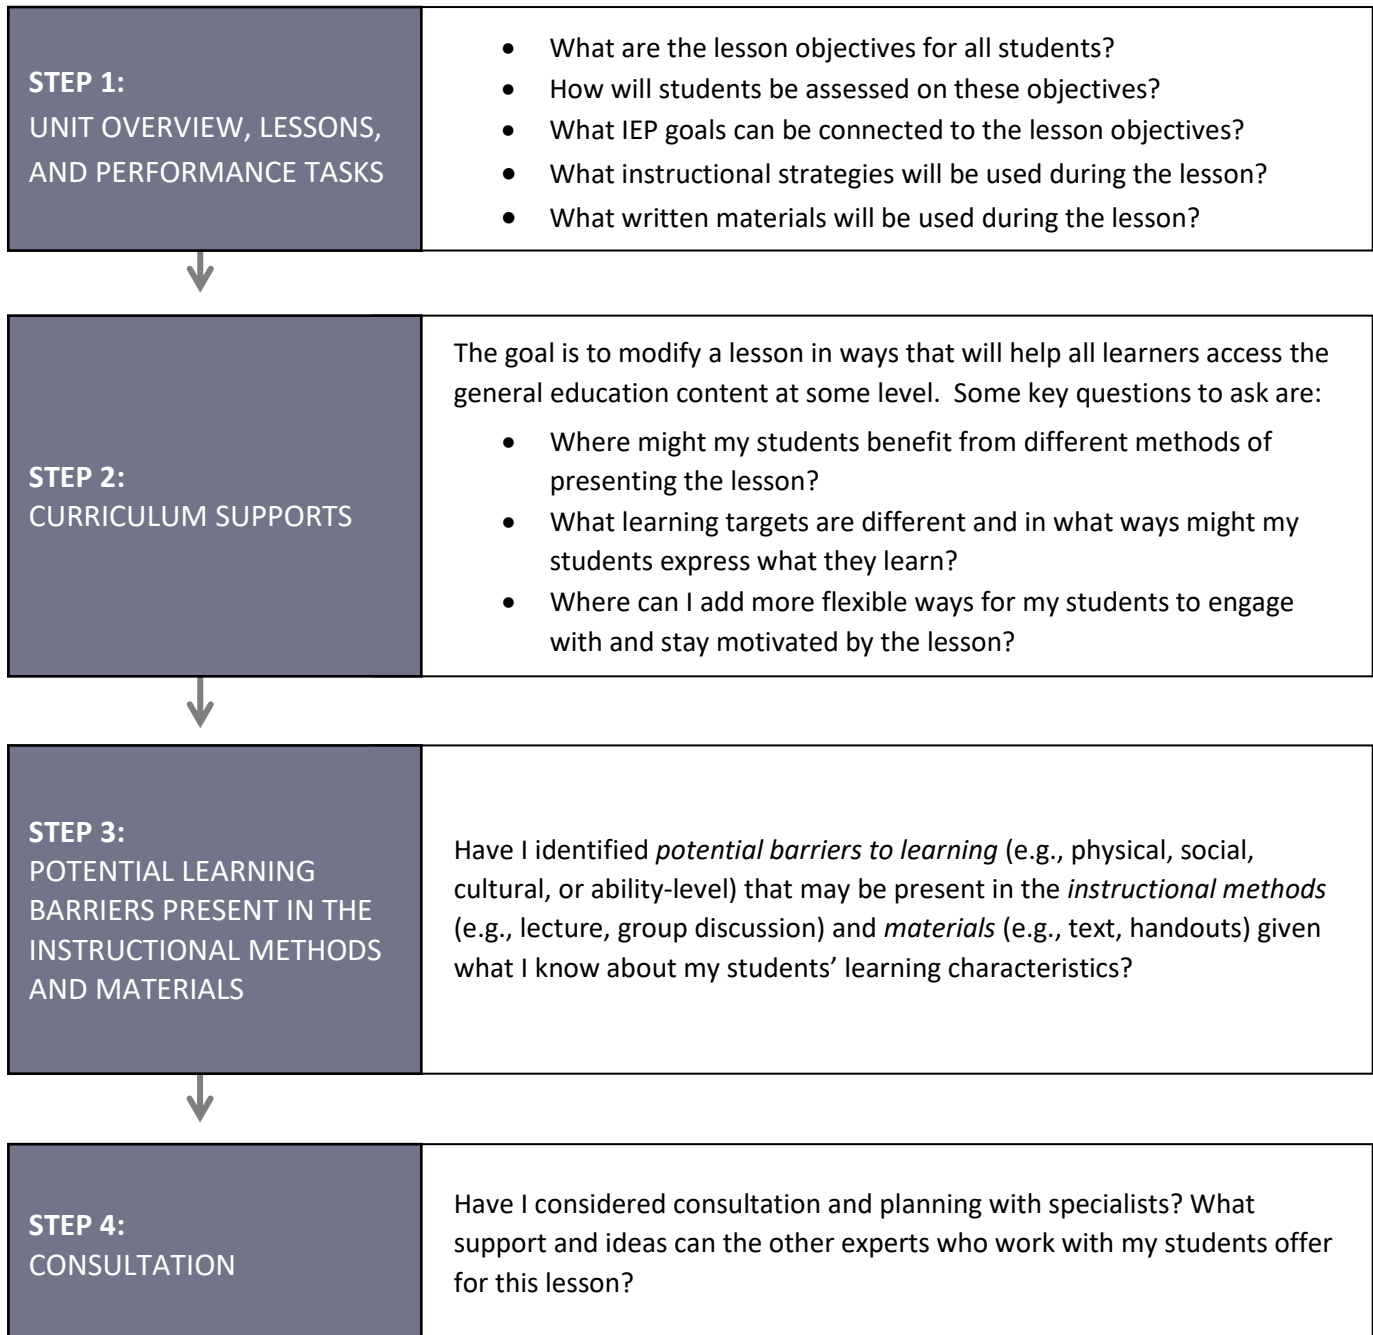 STEP 1:
UNIT OVERVIEW, LESSONS,
AND PERFORMANCE TASKS
• What are the lesson objectives for all students?
• How will students be assessed on these objectives?
• What IEP goals can be connected to the lesson objectives?
• What instructional strategies will be used during the lesson?
• What written materials will be used during the lesson?
STEP 2:
CURRICULUM SUPPORTS
The goal is to modify a lesson in ways that will help all learners access the
general education content at some level.  Some key questions to ask are:
• Where might my students benefit from different methods of
presenting the lesson?
• What learning targets are different and in what ways might my
students express what they learn?
• Where can I add more flexible ways for my students to engage
with and stay motivated by the lesson?
STEP 3:
POTENTIAL LEARNING
BARRIERS PRESENT IN THE
INSTRUCTIONAL METHODS
AND MATERIALS
Have I identified potential barriers to learning (e.g., physical, social,
cultural, or ability-level) that may be present in the instructional methods
(e.g., lecture, group discussion) and materials (e.g., text, handouts) given
what I know about my students’ learning characteristics?
STEP 4:
CONSULTATION
Have I considered consultation and planning with specialists? What
support and ideas can the other experts who work with my students offer
for this lesson?